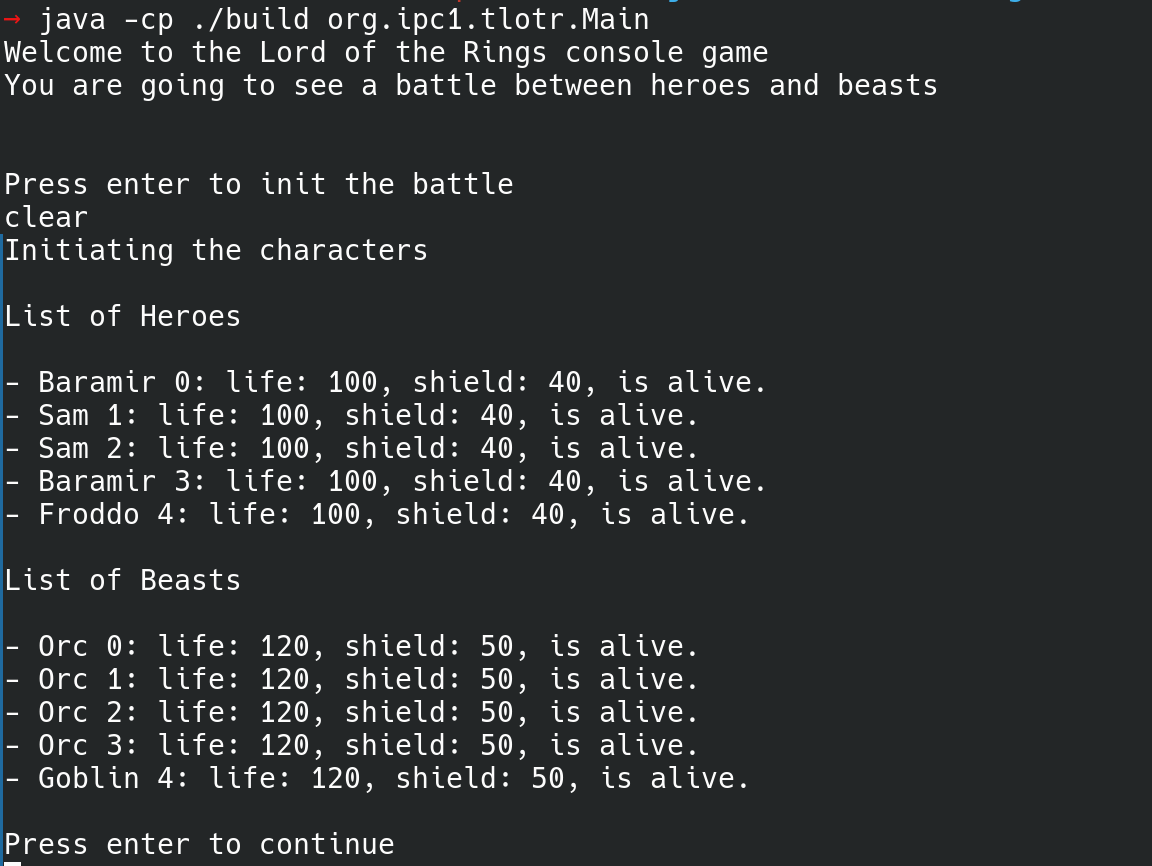 → java -cp ./build org.ipc1.tlotr.Main
Welcome to the Lord of the Rings console game
You are going to see a battle between heroes and beasts
Press enter to init the battle
clear
Initiating the characters
List of Heroes
- Baramir 0: life: 100, shield: 40, is alive.
- Sam 1: life: 100, shield: 40, is alive.
- Sam 2: life: 100, shield: 40, is alive.
- Baramir 3: life: 100, shield: 40, is alive.
- Froddo 4: life: 100, shield: 40, is alive.
List of Beasts
- Orc 0: life: 120, shield: 50, is alive.
- Orc 1: life: 120, shield: 50, is alive.
- Orc 2: life: 120, shield: 50, is alive.
- Orc 3: life: 120, shield: 50, is alive.
- Goblin 4: life: 120, shield: 50, is alive.
Press enter to continue